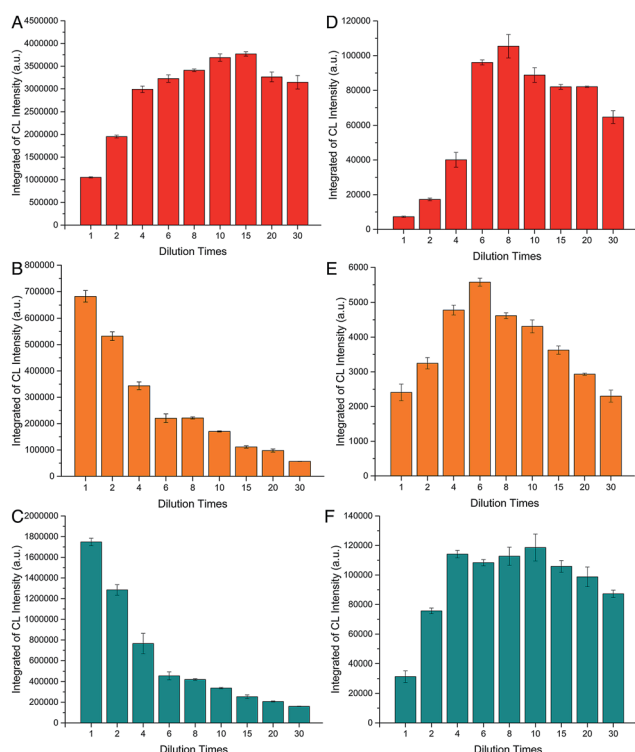 A
Integrated of CL Intensity (a.u.)
4500000
4000000
3500000
3000000
2500000
2000000
1500000
1000000
500000
0
1 2 4 6 8 10 15 20 30
Dilution Times
D
Integrated of CL Intensity (a.u.)
120000
100000
80000
60000
40000
20000
0
1 2 4 6 8 10 15 20 30
Dilution Times
B
Integrated of CL Intensity (a.u.)
800000
700000
600000
500000
400000
300000
200000
100000
0
1 2 4 6 8 10 15 20 30
Dilution Times
E
Integrated of CL Intensity (a.u.)
6000
5000
4000
3000
2000
1000
0
1 2 4 6 8 10 15 20 30
Dilution Times
C
Integrated of CL Intensity (a.u.)
2000000
1800000
1600000
1400000
1200000
1000000
800000
600000
400000
200000
0
1 2 4 6 8 10 15 20 30
Dilution Times
F
Integrated of CL Intensity (a.u.)
140000
120000
100000
80000
60000
40000
20000
0
1 2 4 6 8 10 15 20 30
Dilution Times